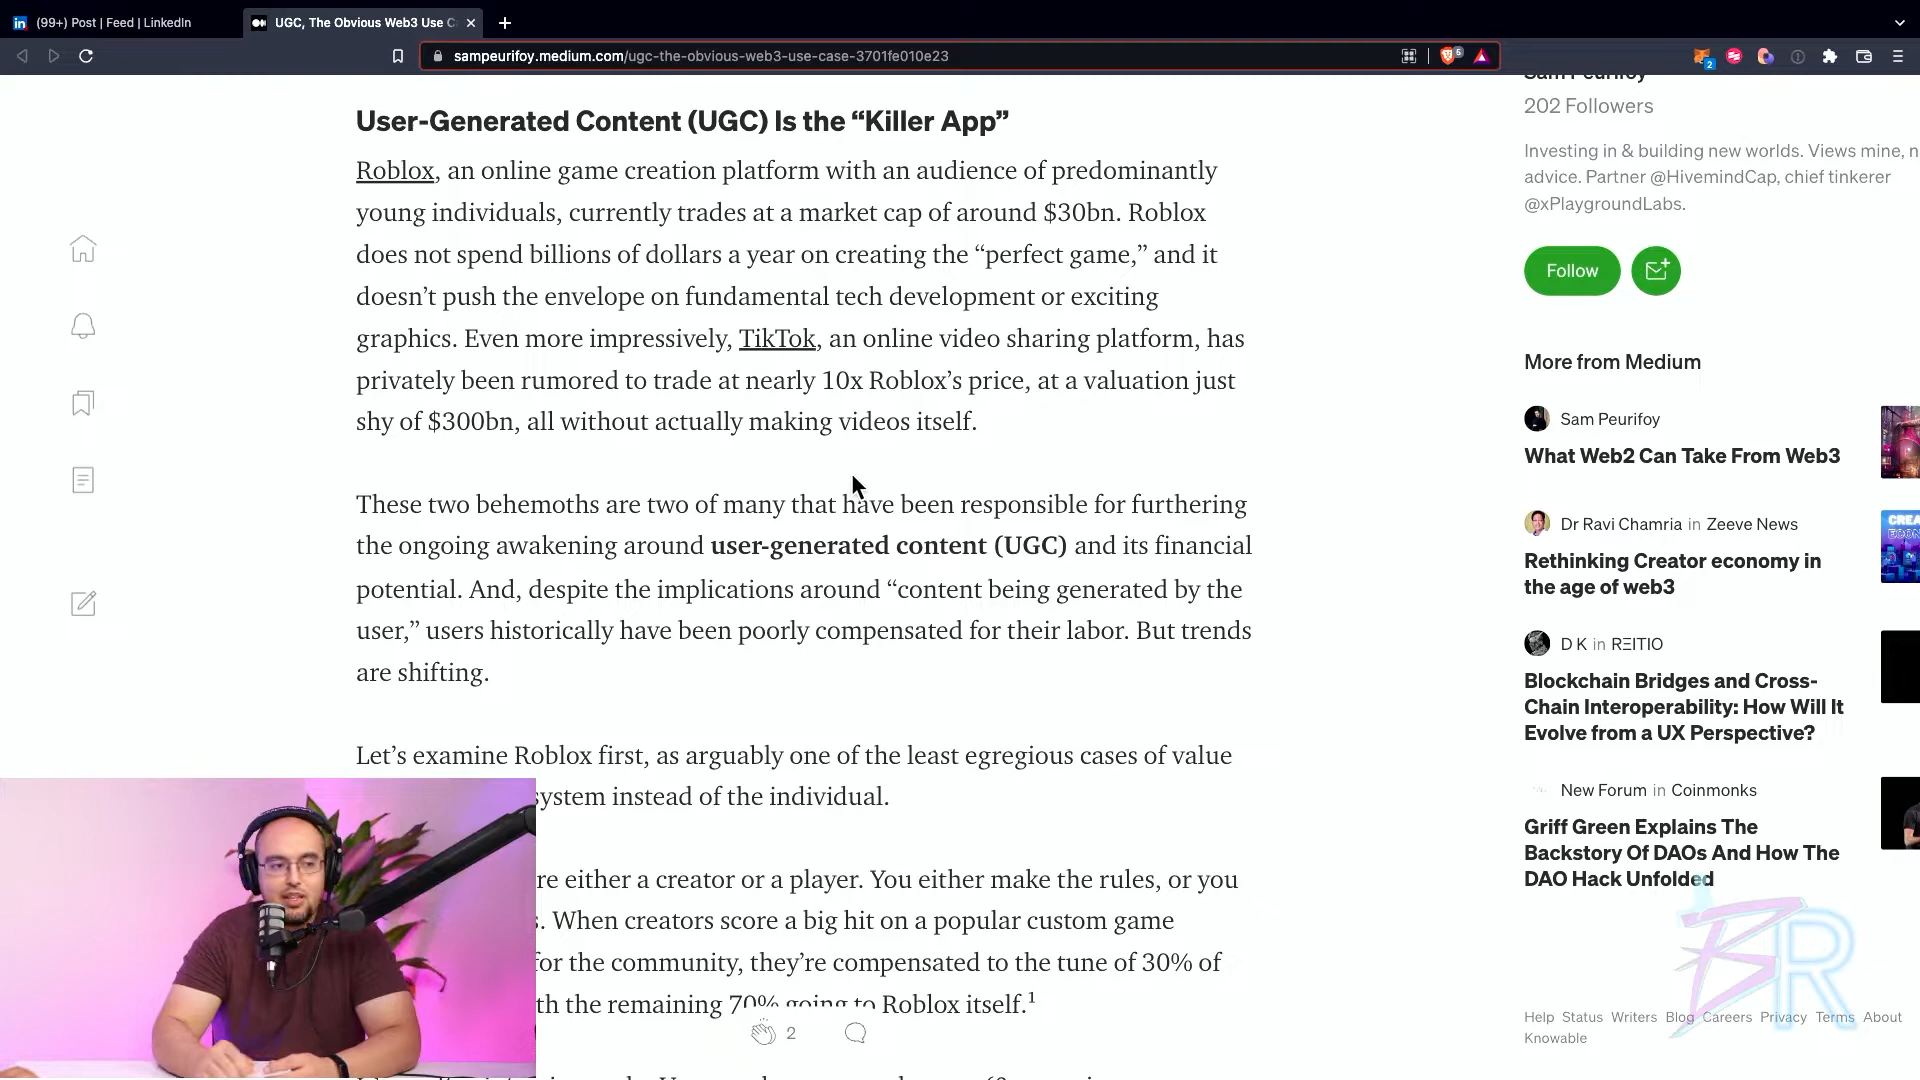 (99+) Post | Feed | LinkedIn
UGC, The Obvious Web3 Use C
sampeurifoy.medium.com/ugc-the-obvious-web3-use-case-3701fe010e23
5
2
User-Generated Content (UGC) Is the “Killer App”
Roblox, an online game creation platform with an audience of predominantly
young individuals, currently trades at a market cap of around $30bn. Roblox
does not spend billions of dollars a year on creating the “perfect game,” and it
doesn’t push the envelope on fundamental tech development or exciting
graphics. Even more impressively, TikTok, an online video sharing platform, has
privately been rumored to trade at nearly 10x Roblox’s price, at a valuation just
shy of $300bn, all without actually making videos itself.
These two behemoths are two of many that have been responsible for furthering
the ongoing awakening around user-generated content (UGC) and its financial
potential. And, despite the implications around “content being generated by the
user,” users historically have been poorly compensated for their labor. But trends
are shifting.
Let’s examine Roblox first, as arguably one of the least egregious cases of value
system instead of the individual.
re either a creator or a player. You either make the rules, or you
s. When creators score a big hit on a popular custom game
for the community, they’re compensated to the tune of 30% of
th the remaining 70% going to Roblox itself.1
2
Sam Peurifoy
202 Followers
Investing in & building new worlds. Views mine, n
advice. Partner @HivemindCap, chief tinkerer
@xPlaygroundLabs.
Follow
More from Medium
Sam Peurifoy
What Web2 Can Take From Web3
Dr Ravi Chamria in Zeeve News
Rethinking Creator economy in
the age of web3
D K in RΞITIO
Blockchain Bridges and Cross-
Chain Interoperability: How Will It
Evolve from a UX Perspective?
New Forum in Coinmonks
Griff Green Explains The
Backstory Of DAOs And How The
DAO Hack Unfolded
BR
Help Status Writers Blog Careers Privacy Terms About
Knowable